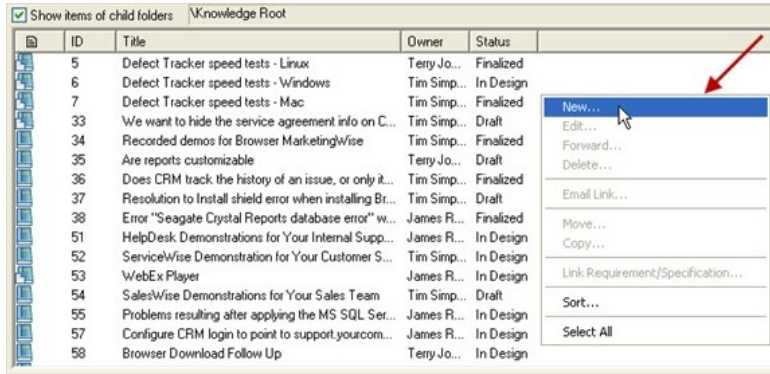 Show items of child folders \Knowledge Root
ID Title Owner Status
5 Defect Tracker speed tests - Linux Terry Jo... Finalized
6 Defect Tracker speed tests - Windows Tim Simp... In Design
7 Defect Tracker speed tests - Mac Tim Simp... Finalized
33 We want to hide the service agreement info on C... Tim Simp... Draft
34 Recorded demos for Browser MarketingWise Tim Simp... Finalized
35 Are reports customizable Terry Jo... Draft
36 Does CRM track the history of an issue, or only it... Tim Simp... Finalized
37 Resolution to Install shield error when installing Br... Tim Simp... Draft
38 Error "Seagate Crystal Reports database error" w... James R... Finalized
51 HelpDesk Demonstrations for Your Internal Supp... James R... In Design
52 ServiceWise Demonstration for Your Customer S... Tim Simp... In Design
53 WebEx Player James R... In Design
54 SalesWise Demonstrations for Your Sales Team Tim Simp... Draft
55 Problems resulting after applying the MS SQL Ser... James R... In Design
57 Configure CRM login to point to support.yourcom... James R... In Design
58 Browser Download Follow Up Terry Jo... In Design
New...
Edit...
Forward...
Delete...
Email Link...
Move...
Copy...
Link Requirement/Specification...
Sort...
Select All